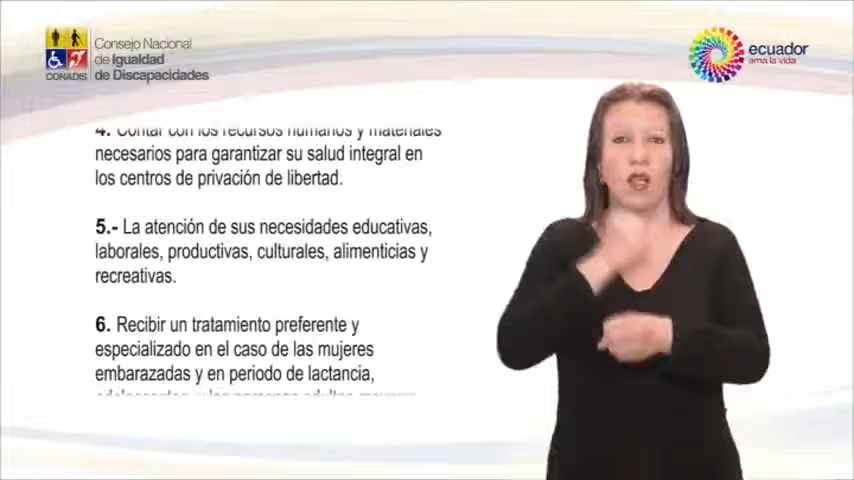 CONADIS
Consejo Nacional
de Igualdad
de Discapacidades
ecuador
ama la vida
4. Contar con los recursos humanos y materiales
necesarios para garantizar su salud integral en
los centros de privación de libertad.
5.- La atención de sus necesidades educativas,
laborales, productivas, culturales, alimenticias y
recreativas.
6. Recibir un tratamiento preferente y
especializado en el caso de las mujeres
embarazadas y en periodo de lactancia,